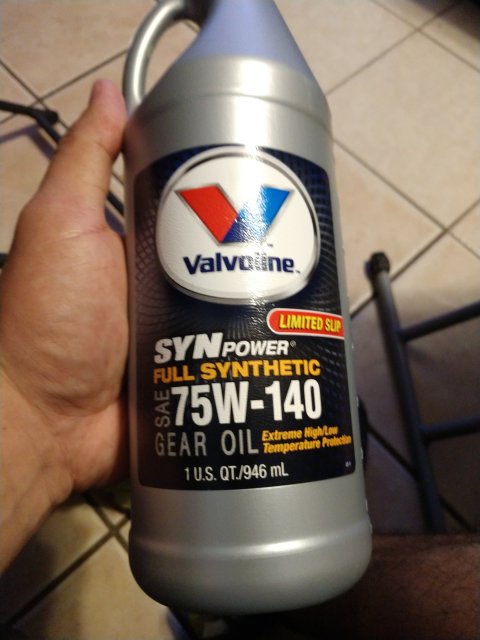 Valvoline™
LIMITED SLIP
SYNPOWER®
FULL SYNTHETIC
SAE 75W-140
GEAR OIL
Extreme High/Low
Temperature Protection
1 U.S. QT./946 mL